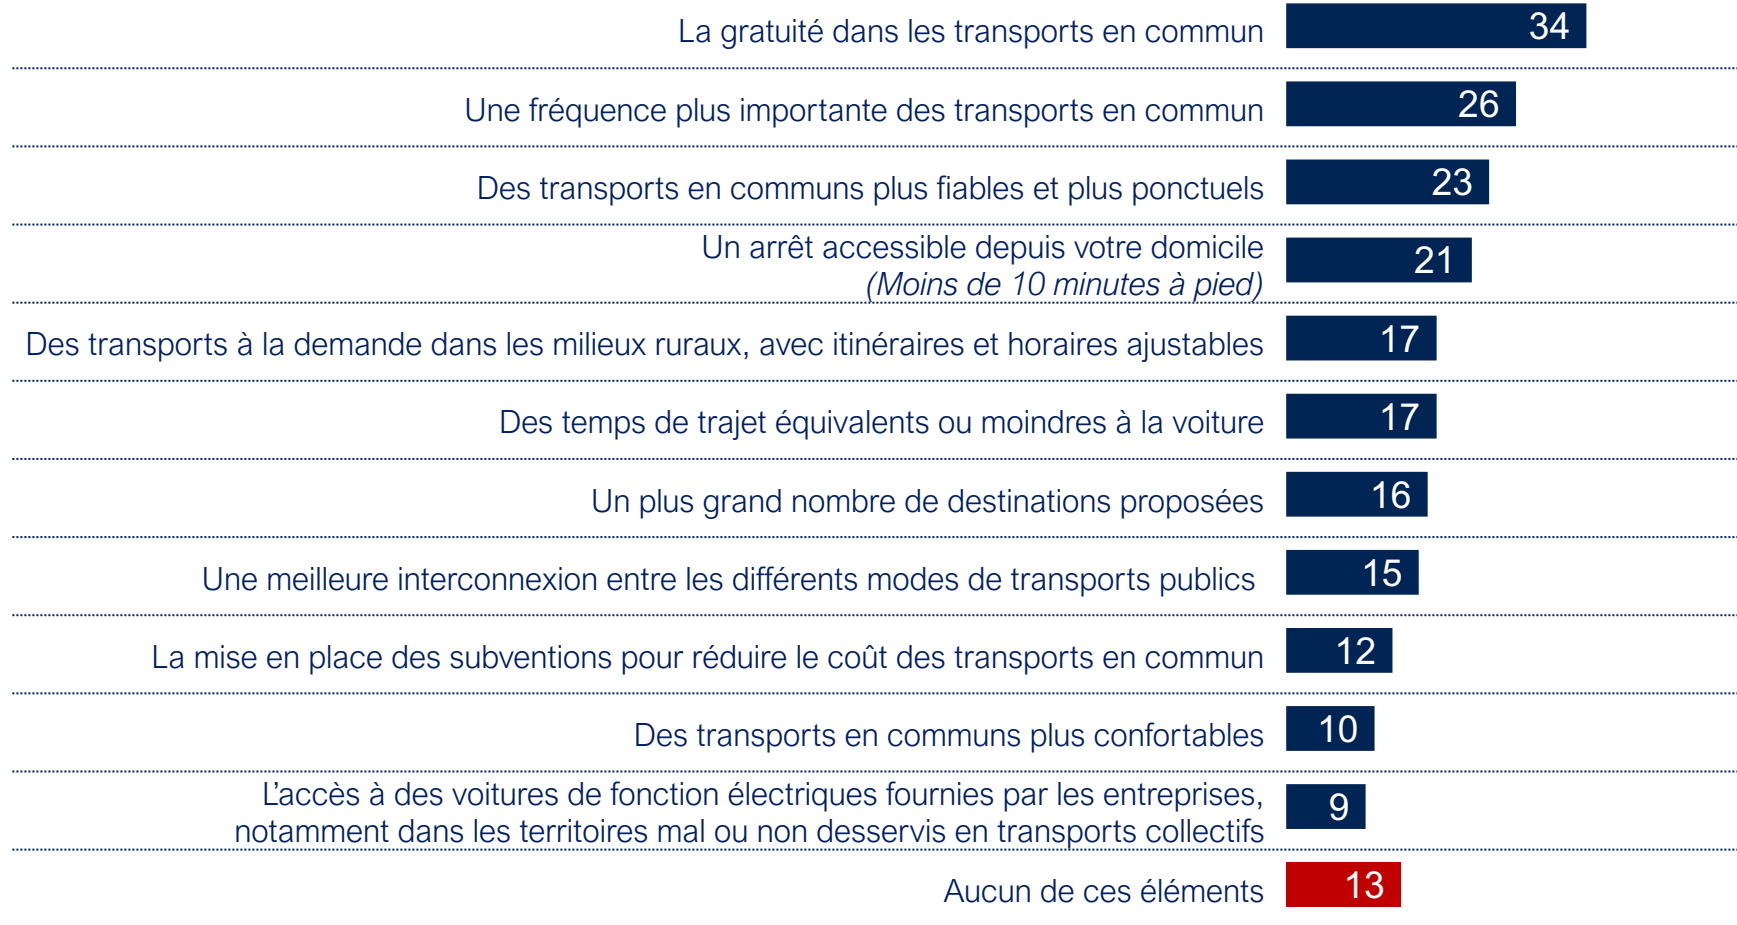 La gratuité dans les transports en commun 34
Une fréquence plus importante des transports en commun 26
Des transports en communs plus fiables et plus ponctuels 23
Un arrêt accessible depuis votre domicile
(Moins de 10 minutes à pied) 21
Des transports à la demande dans les milieux ruraux, avec itinéraires et horaires ajustables 17
Des temps de trajet équivalents ou moindres à la voiture 17
Un plus grand nombre de destinations proposées 16
Une meilleure interconnexion entre les différents modes de transports publics 15
La mise en place des subventions pour réduire le coût des transports en commun 12
Des transports en communs plus confortables 10
L'accès à des voitures de fonction électriques fournies par les entreprises,
notamment dans les territoires mal ou non desservis en transports collectifs 9
Aucun de ces éléments 13